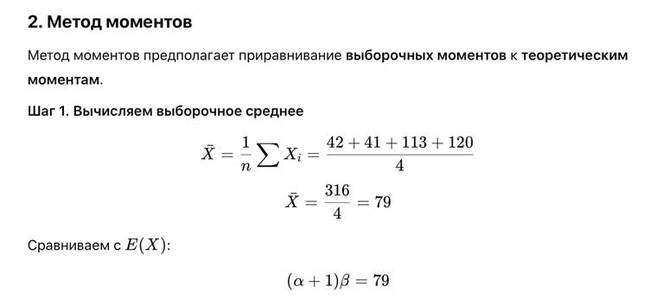 2. Метод моментов
Метод моментов предполагает приравнивание выборочных моментов к теоретическим
моментам.
Шаг 1. Вычисляем выборочное среднее
X̄ = 1/n ∑ Xᵢ = (42 + 41 + 113 + 120)/4
X̄ = 316/4 = 79
Сравниваем с E(X):
(α + 1)β = 79